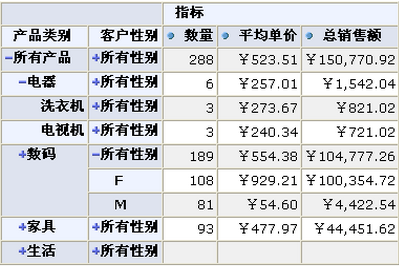 指标
产品类别 客户性别 数量 平均单价 总销售额
−所有产品 +所有性别 288 ￥523.51 ￥150,770.92
−电器 +所有性别 6 ￥257.01 ￥1,542.04
洗衣机 +所有性别 3 ￥273.67 ￥821.02
电视机 +所有性别 3 ￥240.34 ￥721.02
+数码 −所有性别 189 ￥554.38 ￥104,777.26
F 108 ￥929.21 ￥100,354.72
M 81 ￥54.60 ￥4,422.54
+家具 +所有性别 93 ￥477.97 ￥44,451.62
+生活 +所有性别